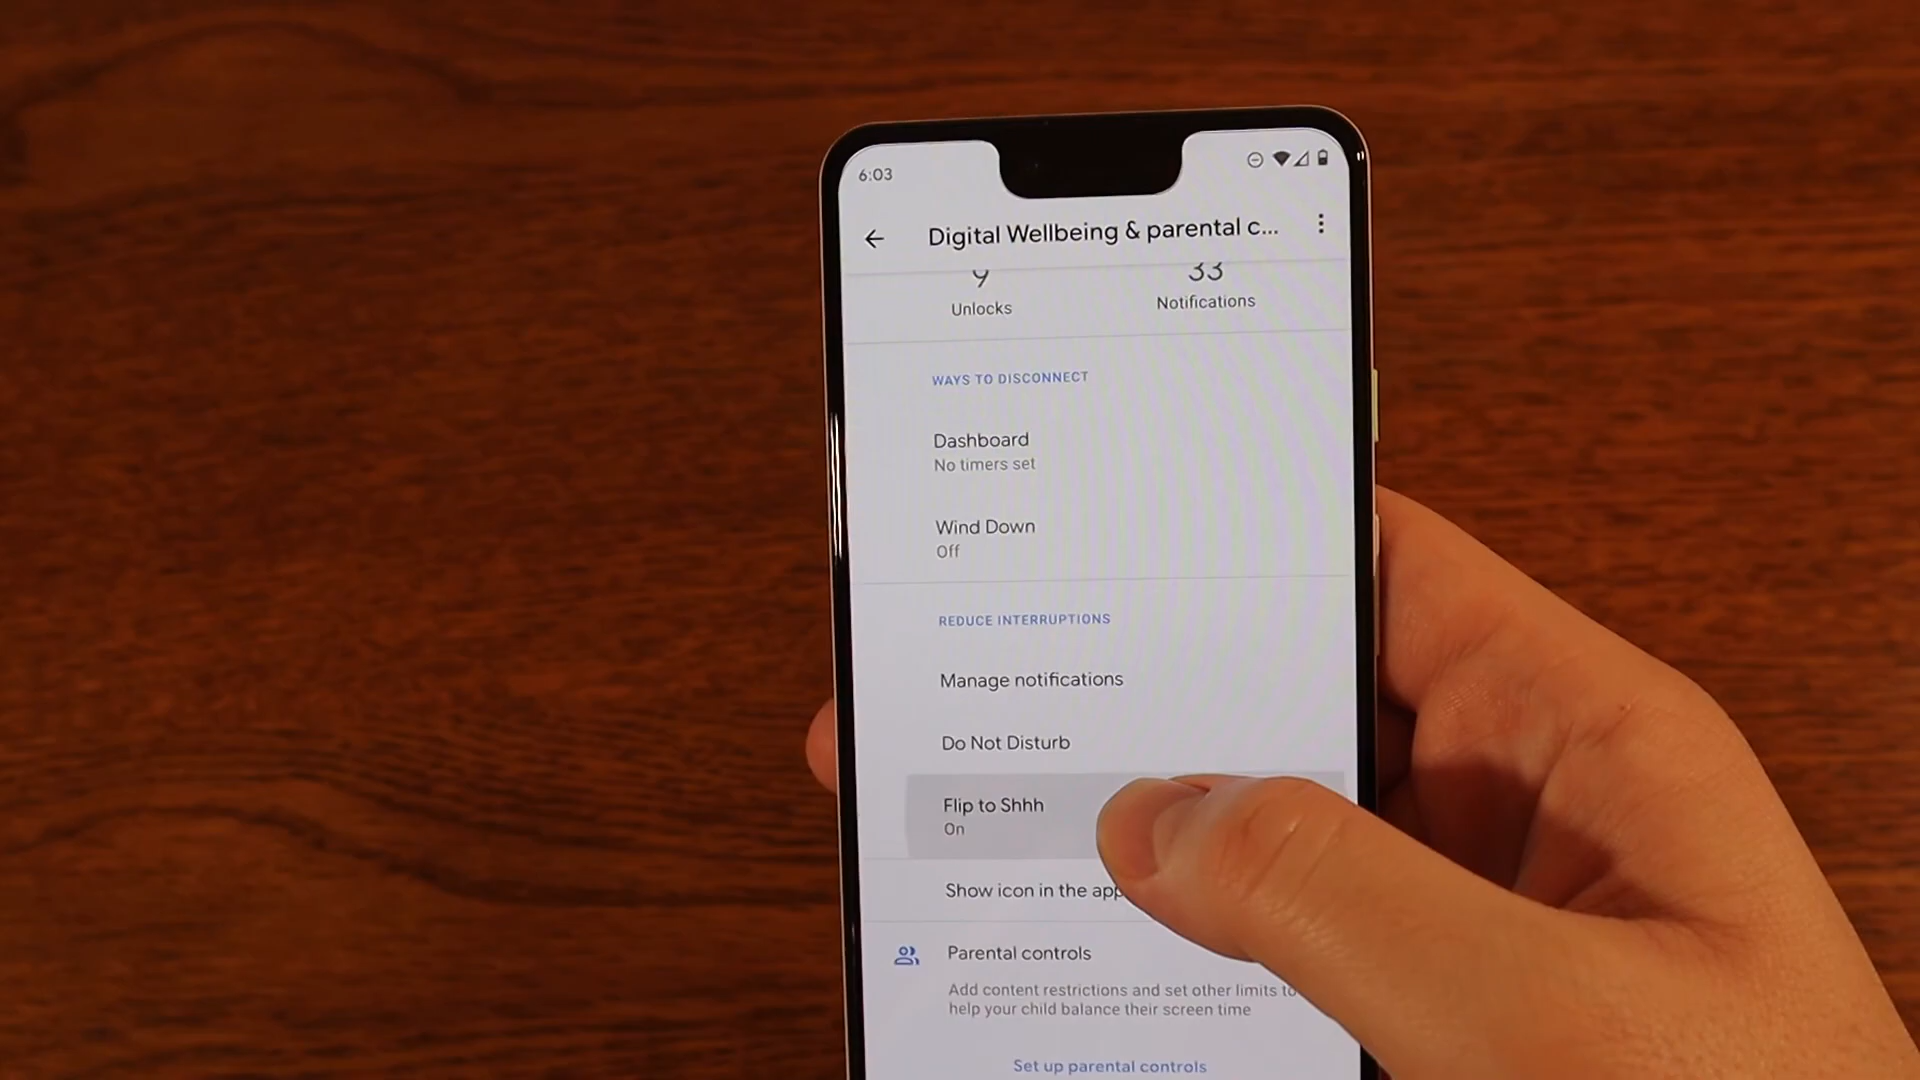 6:03
Digital Wellbeing & parental c...
9 33
Unlocks Notifications
WAYS TO DISCONNECT
Dashboard
No timers set
Wind Down
Off
REDUCE INTERRUPTIONS
Manage notifications
Do Not Disturb
Flip to Shhh
On
Show icon in the app
Parental controls
Add content restrictions and set other limits to
help your child balance their screen time
Set up parental controls